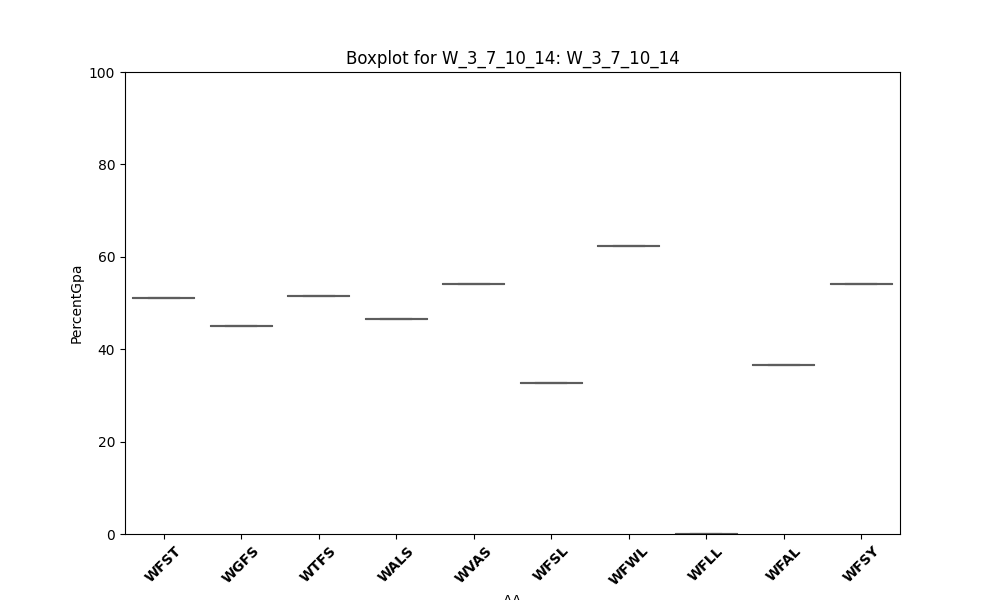 Boxplot for W_3_7_10_14: W_3_7_10_14
100
80
60
40
20
0
PercentGpa
WFST
WGFS
WTFS
WALS
WVAS
WFSL
WFWL
WFLL
WFAL
WFSY
AA